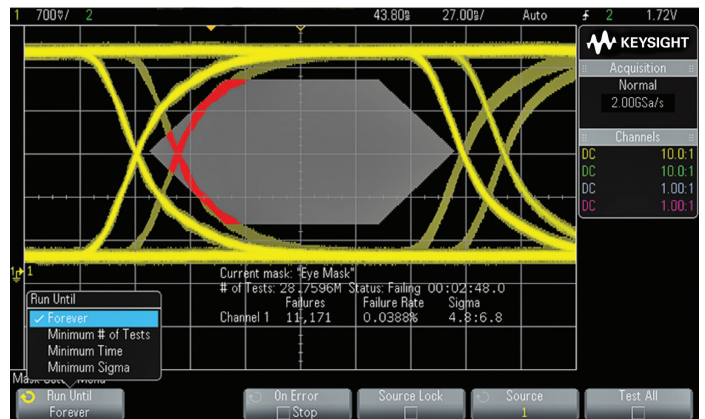 1 700♡/ 2 43.80s 27.00s/ Auto 2 1.72V
KEYSIGHT
Acquisition
Normal
2.00GSa/s
Channels
DC 10.0:1
DC 10.0:1
DC 1.00:1
DC 1.00:1
1
Current mask: "Eye Mask"
# of Tests: 28.7596M Status: Failing 00:02:48.0
Failures Failure Rate Sigma
Channel 1 11,171 0.0388% 4.8:6.8
Run Until
✓ Forever
Minimum # of Tests
Minimum Time
Minimum Sigma
Menu
Run Until
Forever
On Error
Stop
Source Lock
Source
1
Test All